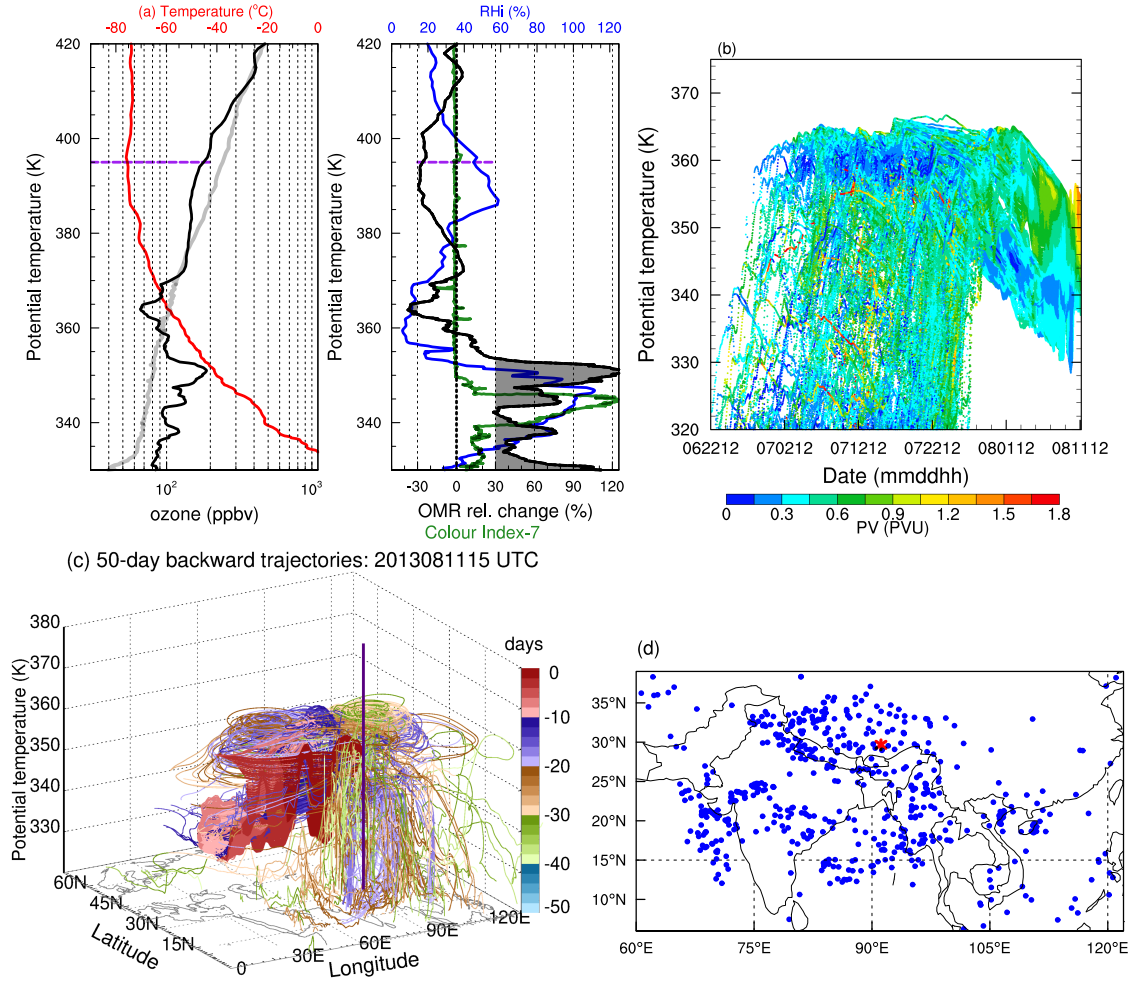 (a) Temperature (°C)
-80 -60 -40 -20 0
420
400
380
360
340
Potential temperature (K)
10² 10³
ozone (ppbv)
RHi (%)
0 20 40 60 80 100 120
420
400
380
360
340
Potential temperature (K)
-30 0 30 60 90 120
OMR rel. change (%)
Colour Index-7
(b)
370
360
350
340
330
320
Potential temperature (K)
062212 070212 071212 072212 080112 081112
Date (mmddhh)
0 0.3 0.6 0.9 1.2 1.5 1.8
PV (PVU)
(c) 50-day backward trajectories: 2013081115 UTC
380
370
360
350
340
330
Potential temperature (K)
60N
45N
30N
15N
0
Latitude
30E
60E
90E
120E
Longitude
days
0
-10
-20
-30
-40
-50
(d)
35°N
30°N
25°N
20°N
15°N
10°N
60°E 75°E 90°E 105°E 120°E